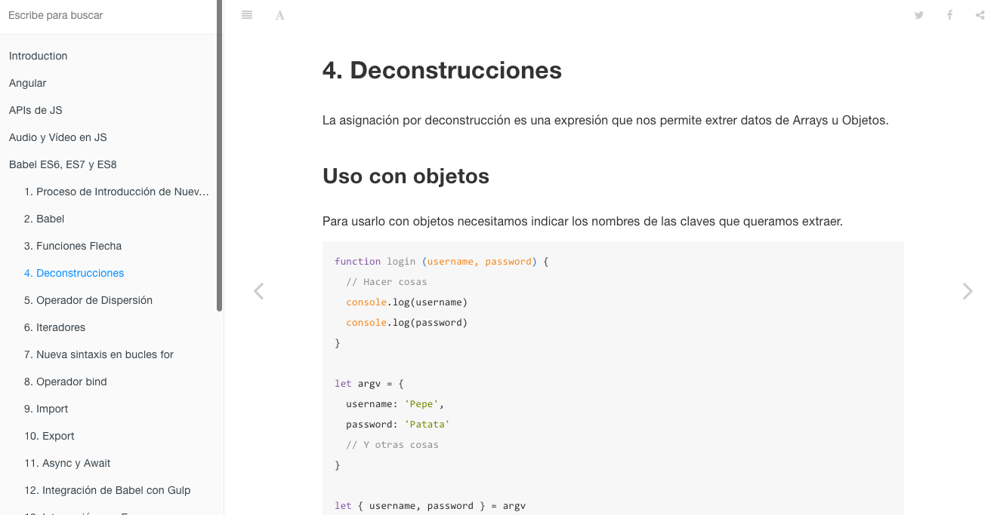 Escribe para buscar
A
Introduction
Angular
APIs de JS
Audio y Vídeo en JS
Babel ES6, ES7 y ES8
1. Proceso de Introducción de Nuev...
2. Babel
3. Funciones Flecha
4. Deconstrucciones
5. Operador de Dispersión
6. Iteradores
7. Nueva sintaxis en bucles for
8. Operador bind
9. Import
10. Export
11. Async y Await
12. Integración de Babel con Gulp
4. Deconstrucciones
La asignación por deconstrucción es una expresión que nos permite extrer datos de Arrays u Objetos.
Uso con objetos
Para usarlo con objetos necesitamos indicar los nombres de las claves que queramos extraer.
function login (username, password) {
// Hacer cosas
console.log(username)
console.log(password)
}
let argv = {
username: 'Pepe',
password: 'Patata'
// Y otras cosas
}
let { username, password } = argv